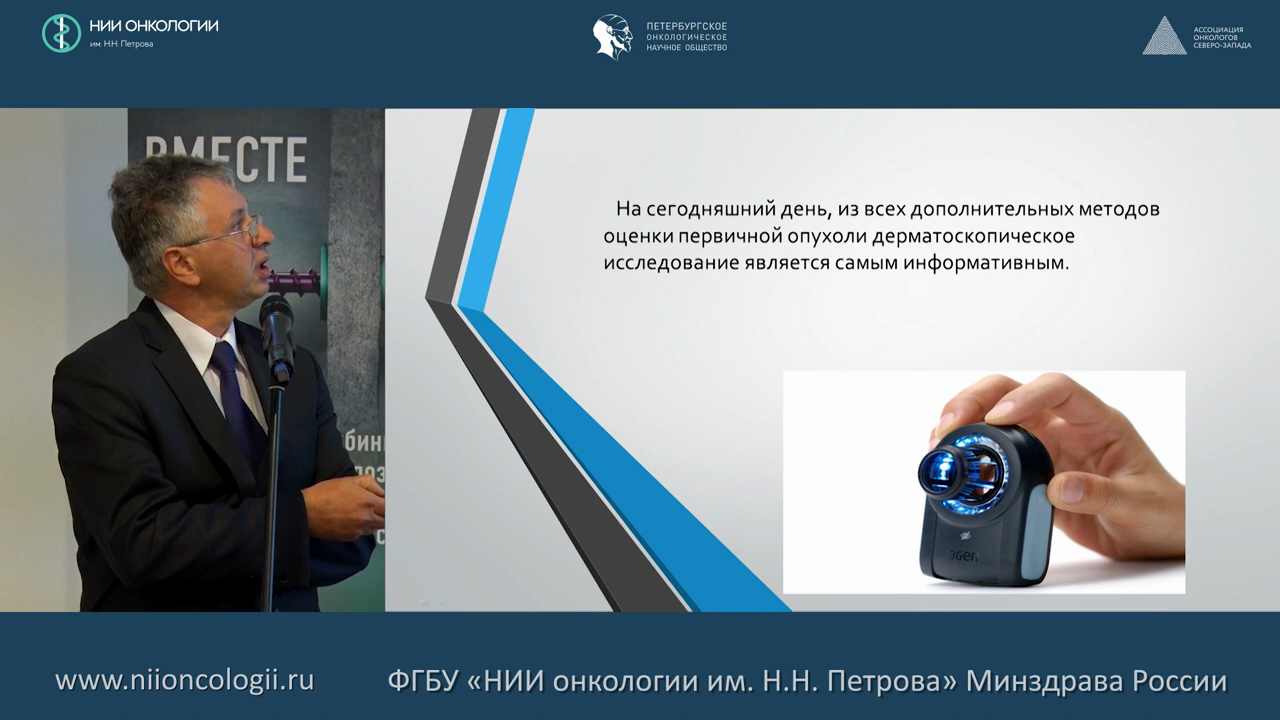 НИИ ОНКОЛОГИИ
им. Н.Н. Петрова
ПЕТЕРБУРГСКОЕ
ОНКОЛОГИЧЕСКОЕ
НАУЧНОЕ ОБЩЕСТВО
АССОЦИАЦИЯ
ОНКОЛОГОВ
СЕВЕРО-ЗАПАДА
ВМЕСТЕ
На сегодняшний день, из всех дополнительных методов
оценки первичной опухоли дерматоскопическое
исследование является самым информативным.
3Gen
www.niioncologii.ru
ФГБУ «НИИ онкологии им. Н.Н. Петрова» Минздрава России